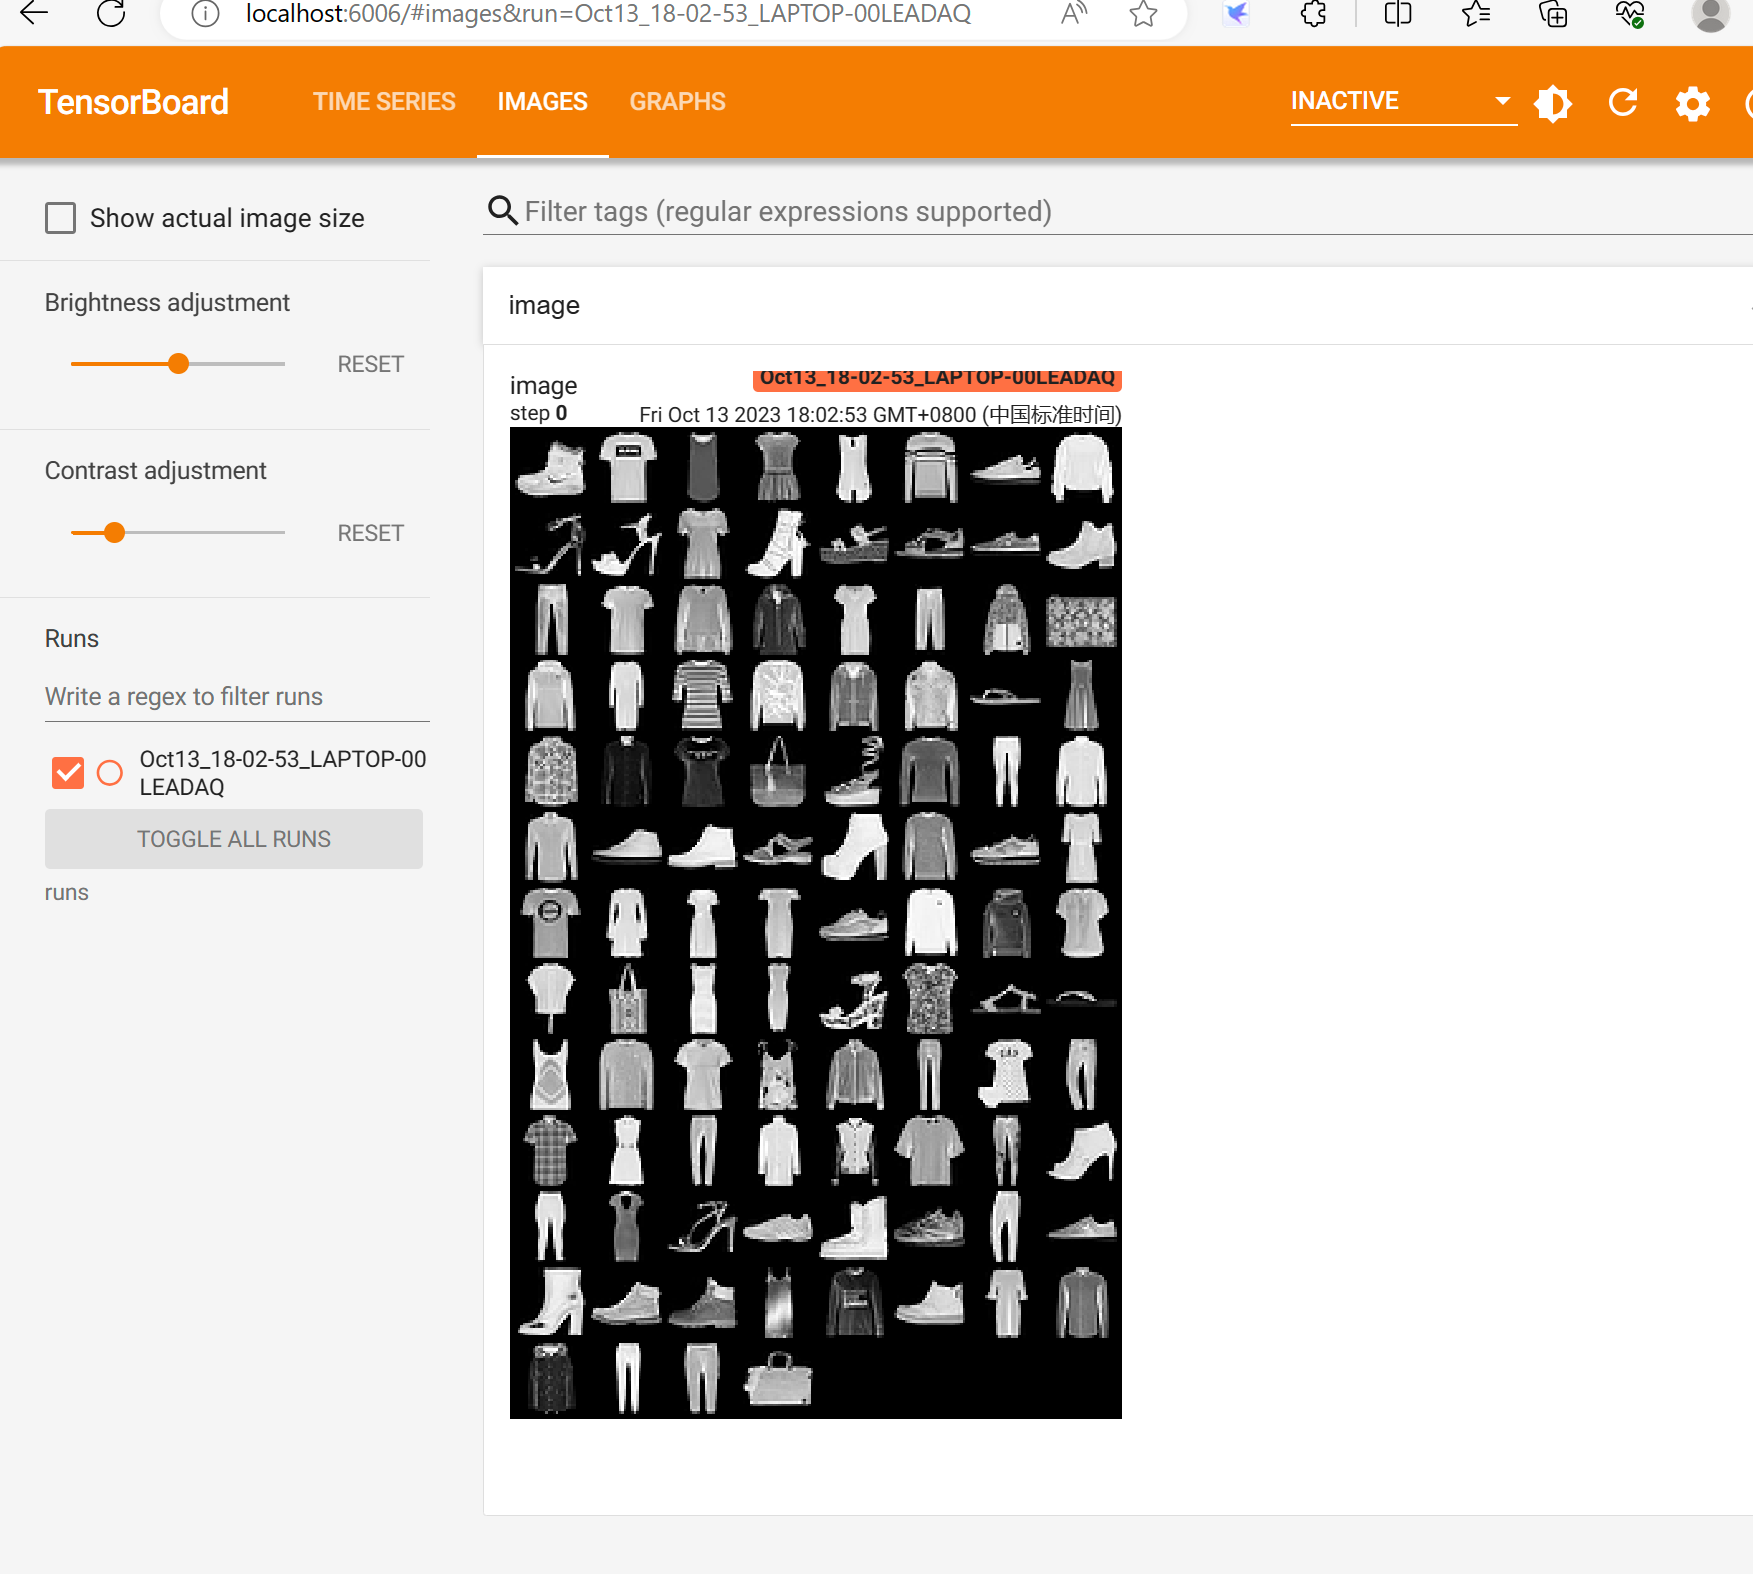 localhost:6006/#images&run=Oct13_18-02-53_LAPTOP-00LEADAQ
TensorBoard
TIME SERIES
IMAGES
GRAPHS
INACTIVE
Show actual image size
Filter tags (regular expressions supported)
Brightness adjustment
RESET
Contrast adjustment
RESET
Runs
Write a regex to filter runs
Oct13_18-02-53_LAPTOP-00
LEADAQ
TOGGLE ALL RUNS
runs
image
image
Oct13_18-02-53_LAPTOP-00LEADAQ
step 0
Fri Oct 13 2023 18:02:53 GMT+0800 (中国标准时间)